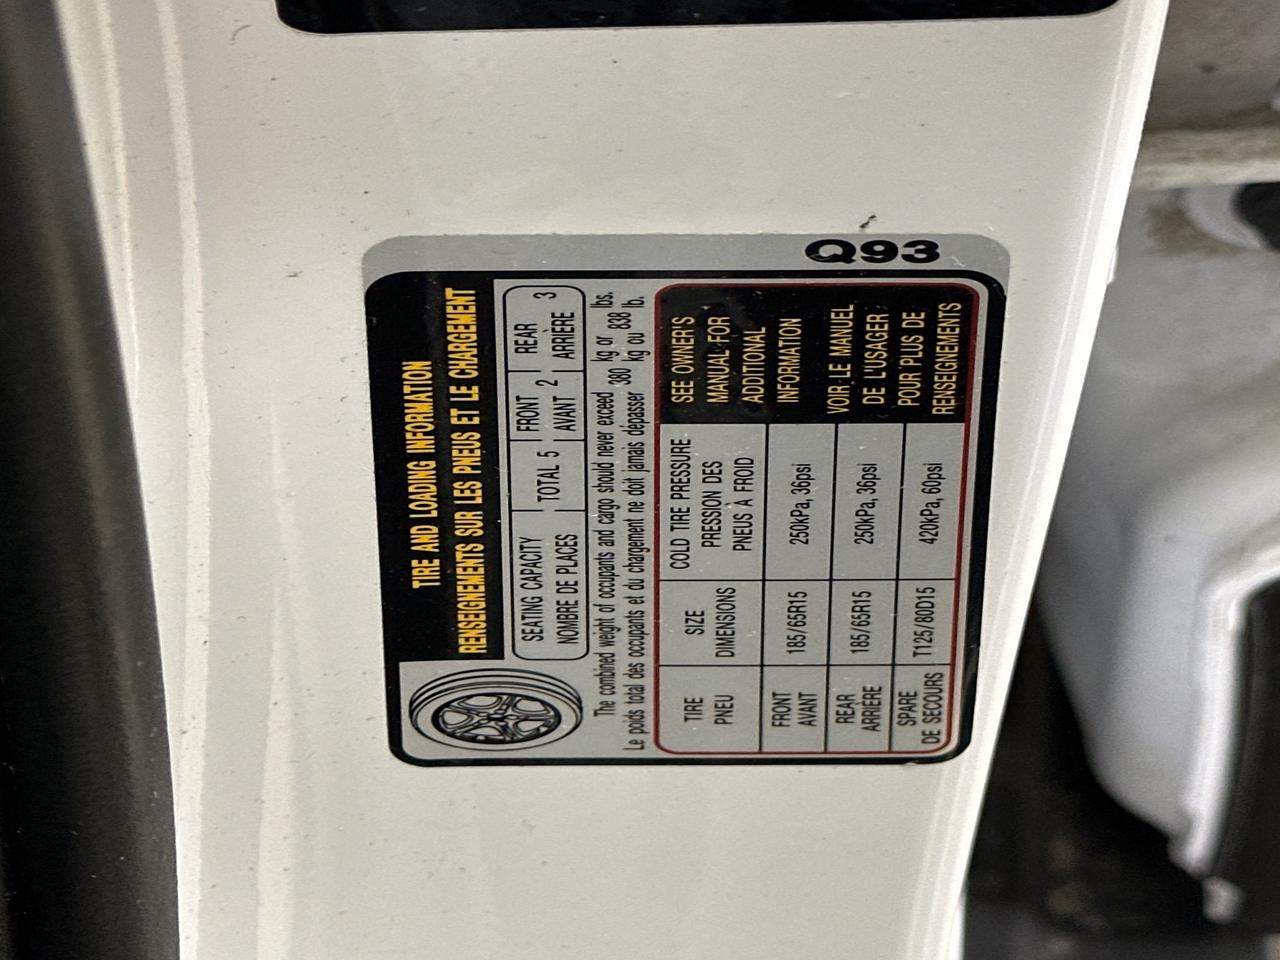 Q93
TIRE AND LOADING INFORMATION
RENSEIGNEMENTS SUR LES PNEUS ET LE CHARGEMENT
SEATING CAPACITY
NOMBRE DE PLACES
TOTAL 5
FRONT
AVANT 2
REAR
ARRIÈRE 3
The combined weight of occupants and cargo should never exceed 380 kg or 838 lbs.
Le poids total des occupants et du chargement ne doit jamais dépasser kg ou lb.
TIRE
PNEU
SIZE
DIMENSIONS
COLD TIRE PRESSURE
PRESSION DES
PNEUS À FROID
FRONT
AVANT
185/65R15
250kPa, 36psi
REAR
ARRIERE
185/65R15
250kPa, 36psi
SPARE
DE SECOURS
T125/80D15
420kPa, 60psi
SEE OWNER'S
MANUAL FOR
ADDITIONAL
INFORMATION
VOIR LE MANUEL
DE L'USAGER
POUR PLUS DE
RENSEIGNEMENTS